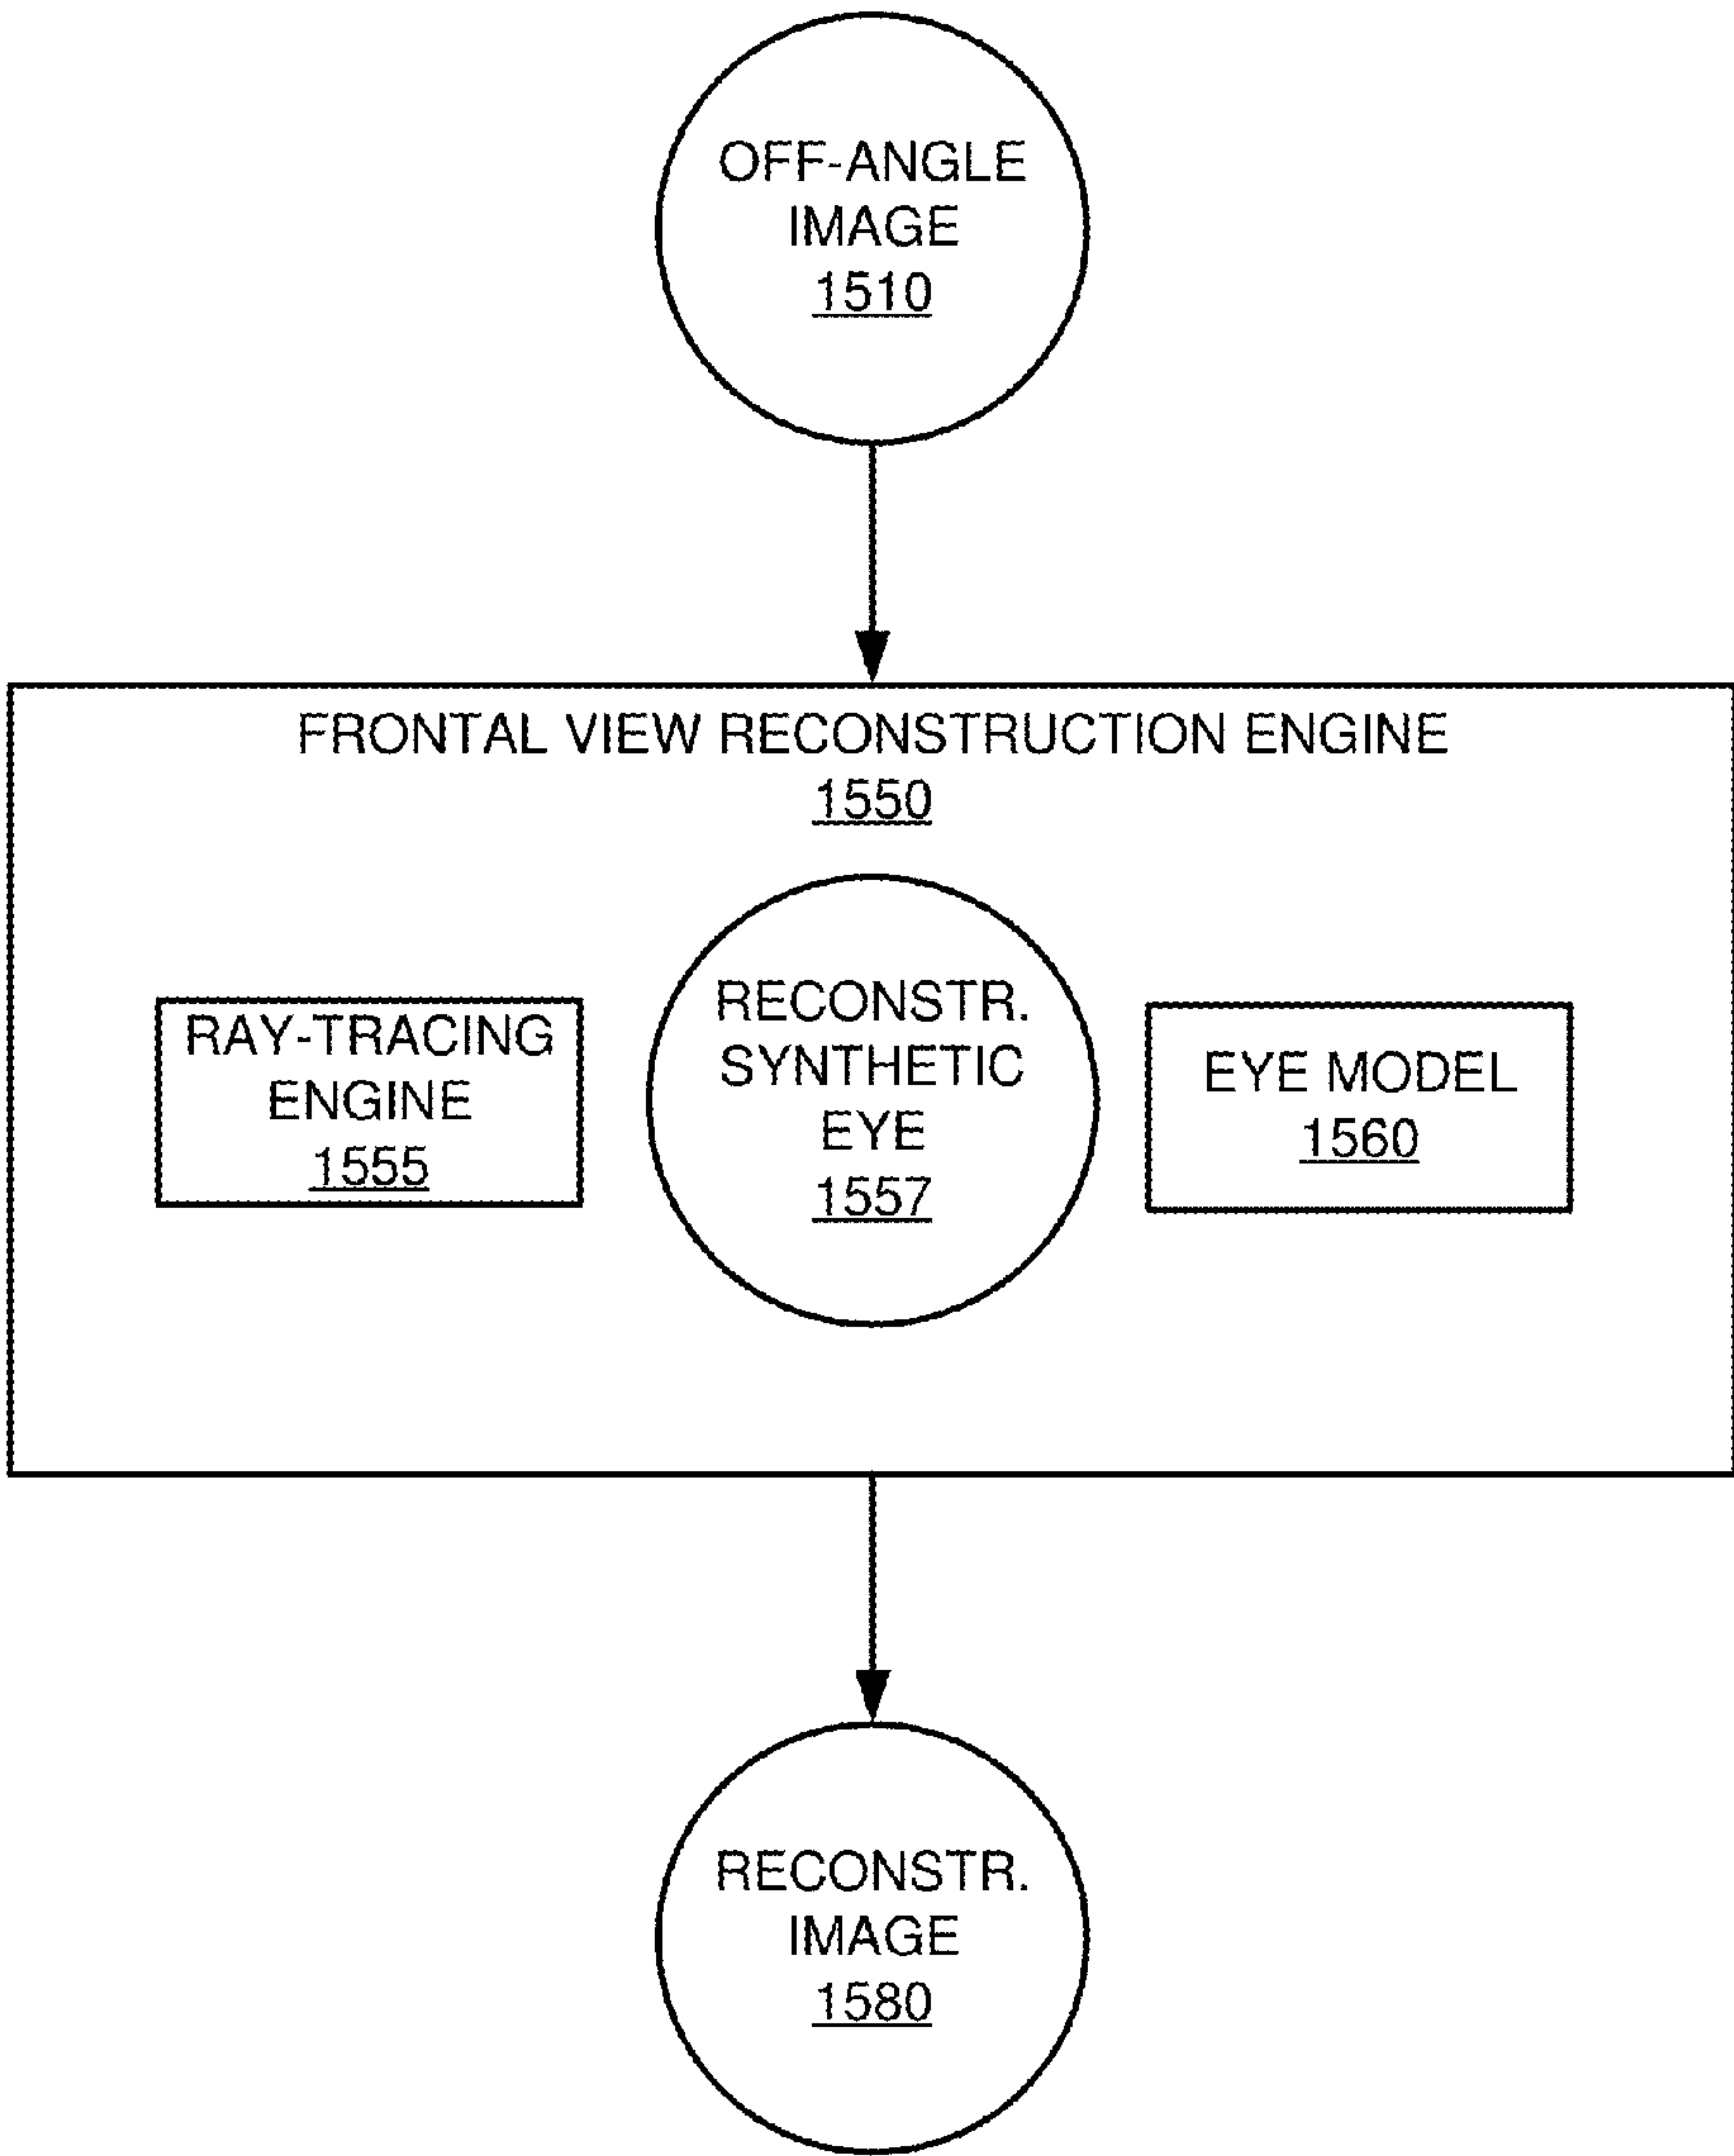 OFF-ANGLE
IMAGE
1510
FRONTAL VIEW RECONSTRUCTION ENGINE
1550
RAY-TRACING
ENGINE
1555
RECONSTR.
SYNTHETIC
EYE
1557
EYE MODEL
1560
RECONSTR.
IMAGE
1580